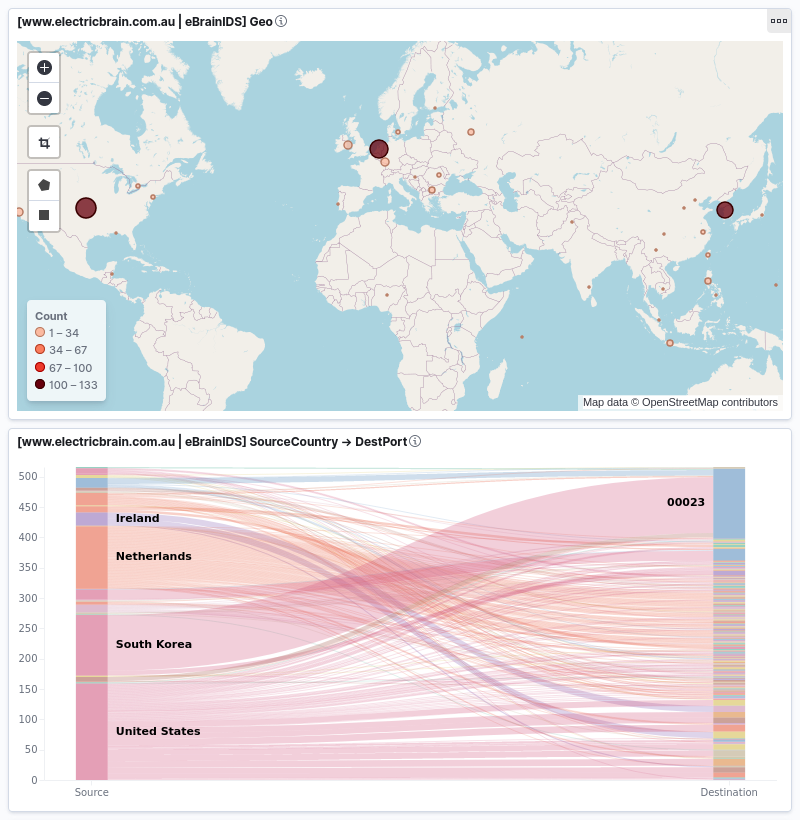 [www.electricbrain.com.au | eBrainIDS] Geo
Count
1 – 34
34 – 67
67 – 100
100 – 133
Map data © OpenStreetMap contributors
[www.electricbrain.com.au | eBrainIDS] SourceCountry → DestPort
500
450
400
350
300
250
200
150
100
50
0
Ireland
Netherlands
South Korea
United States
00023
Source
Destination